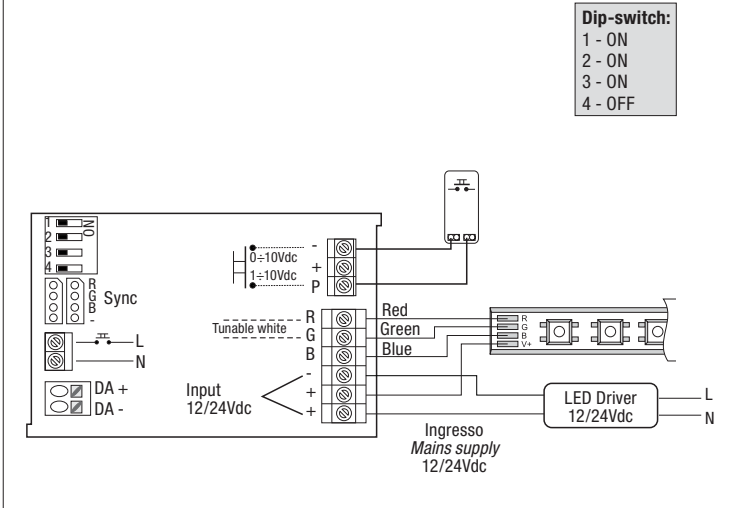 Dip-switch:
1 - ON
2 - ON
3 - ON
4 - OFF
1
2
3
4
ON
R
G
B
-
Sync
L
N
DA +
DA -
0÷10Vdc
1÷10Vdc
-
+
P
Tunable white
R
G
B
-
+
+
Input
12/24Vdc
Red
Green
Blue
R
G
B
V+
LED Driver
12/24Vdc
L
N
Ingresso
Mains supply
12/24Vdc